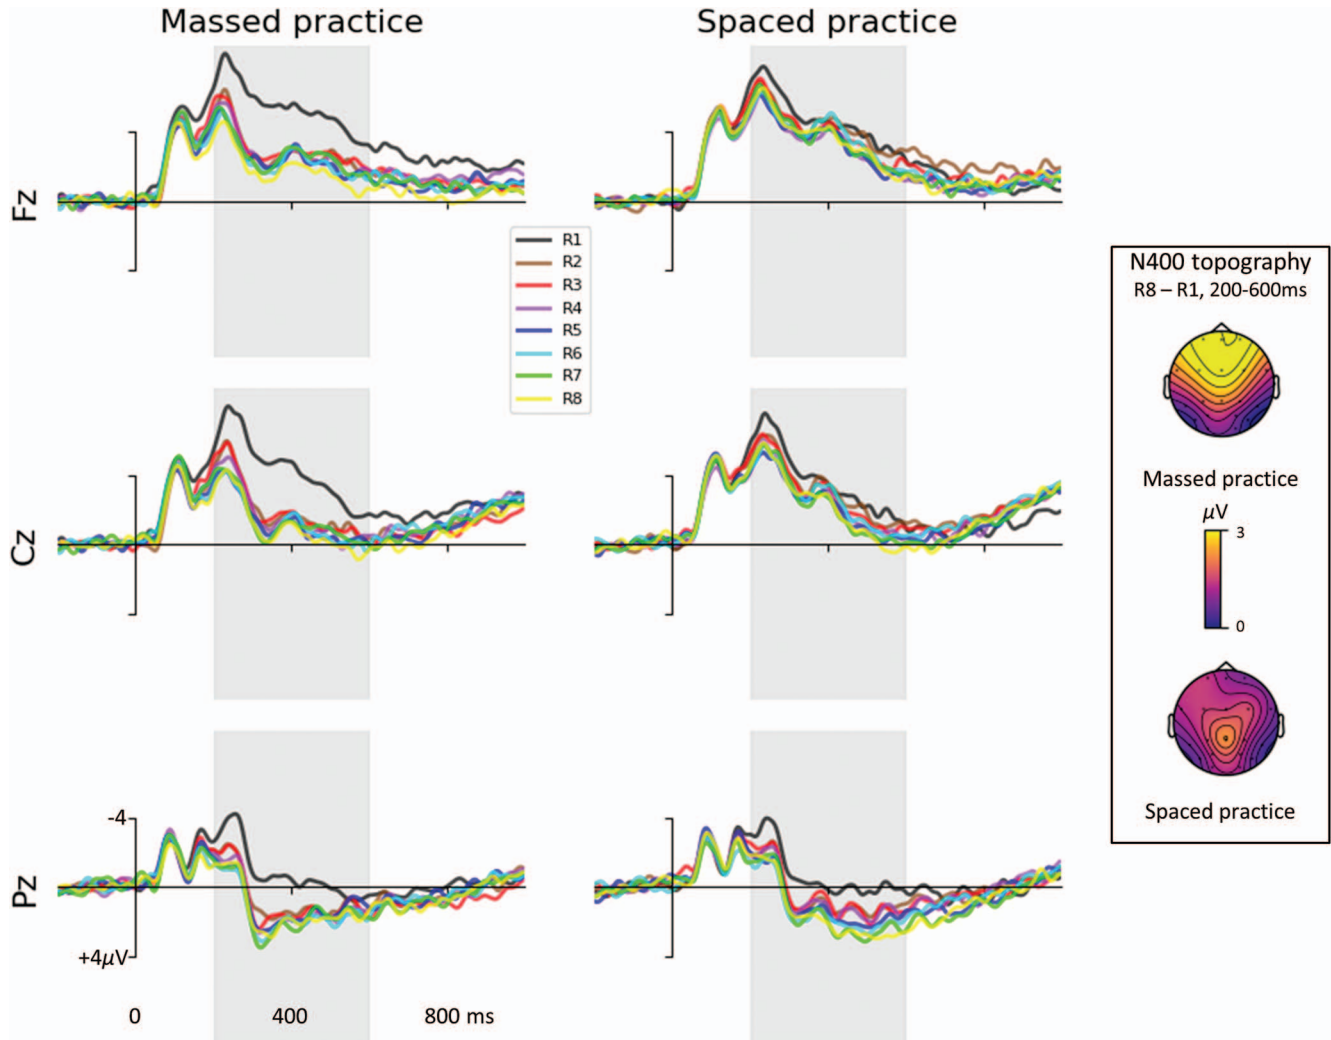 Massed practice
Spaced practice
Fz
R1
R2
R3
R4
R5
R6
R7
R8
Cz
Pz
-4
+4μV
0
400
800 ms
N400 topography
R8 – R1, 200-600ms
Massed practice
μV
3
0
Spaced practice